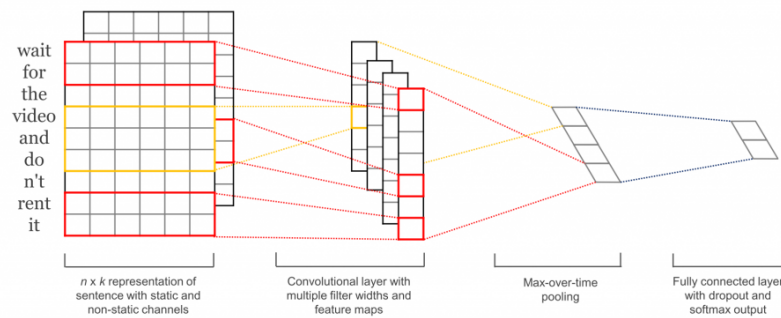 wait
for
the
video
and
do
n't
rent
it
n x k representation of
sentence with static and
non-static channels
Convolutional layer with
multiple filter widths and
feature maps
Max-over-time
pooling
Fully connected layer
with dropout and
softmax output